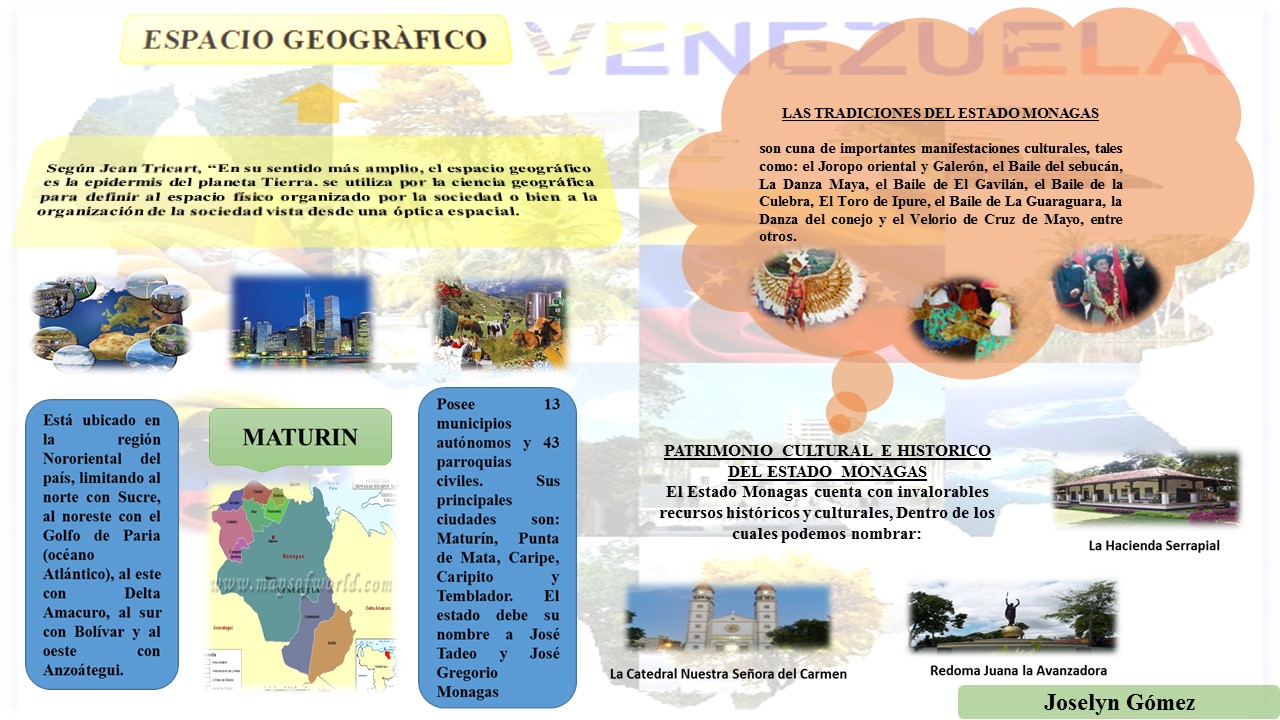 ESPACIO GEOGRÀFICO
VENEZUELA
Según Jean Tricart, “En su sentido más amplio, el espacio geográfico
es la epidermis del planeta Tierra. se utiliza por la ciencia geográfica
para definir al espacio físico organizado por la sociedad o bien a la
organización de la sociedad vista desde una óptica espacial.
LAS TRADICIONES DEL ESTADO MONAGAS
son cuna de importantes manifestaciones culturales, tales
como: el Joropo oriental y Galerón, el Baile del sebucán,
La Danza Maya, el Baile de El Gavilán, el Baile de la
Culebra, El Toro de Ipure, el Baile de La Guaraguara, la
Danza del conejo y el Velorio de Cruz de Mayo, entre
otros.
Está ubicado en
la región
Nororiental del
país, limitando al
norte con Sucre,
al noreste con el
Golfo de Paria
(océano
Atlántico), al este
con Delta
Amacuro, al sur
con Bolívar y al
oeste con
Anzoátegui.
MATURIN
Monagas
www.mapsofworld.com
VENEZUELA
Delta Amacuro
Anzoategui
Posee 13
municipios
autónomos y 43
parroquias
civiles. Sus
principales
ciudades son:
Maturín, Punta
de Mata, Caripe,
Caripito y
Temblador. El
estado debe su
nombre a José
Tadeo y José
Gregorio
Monagas
PATRIMONIO CULTURAL E HISTORICO
DEL ESTADO MONAGAS
El Estado Monagas cuenta con invalorables
recursos históricos y culturales, Dentro de los
cuales podemos nombrar:
La Hacienda Serrapial
La Catedral Nuestra Señora del Carmen
Redoma Juana la Avanzadora
Joselyn Gómez